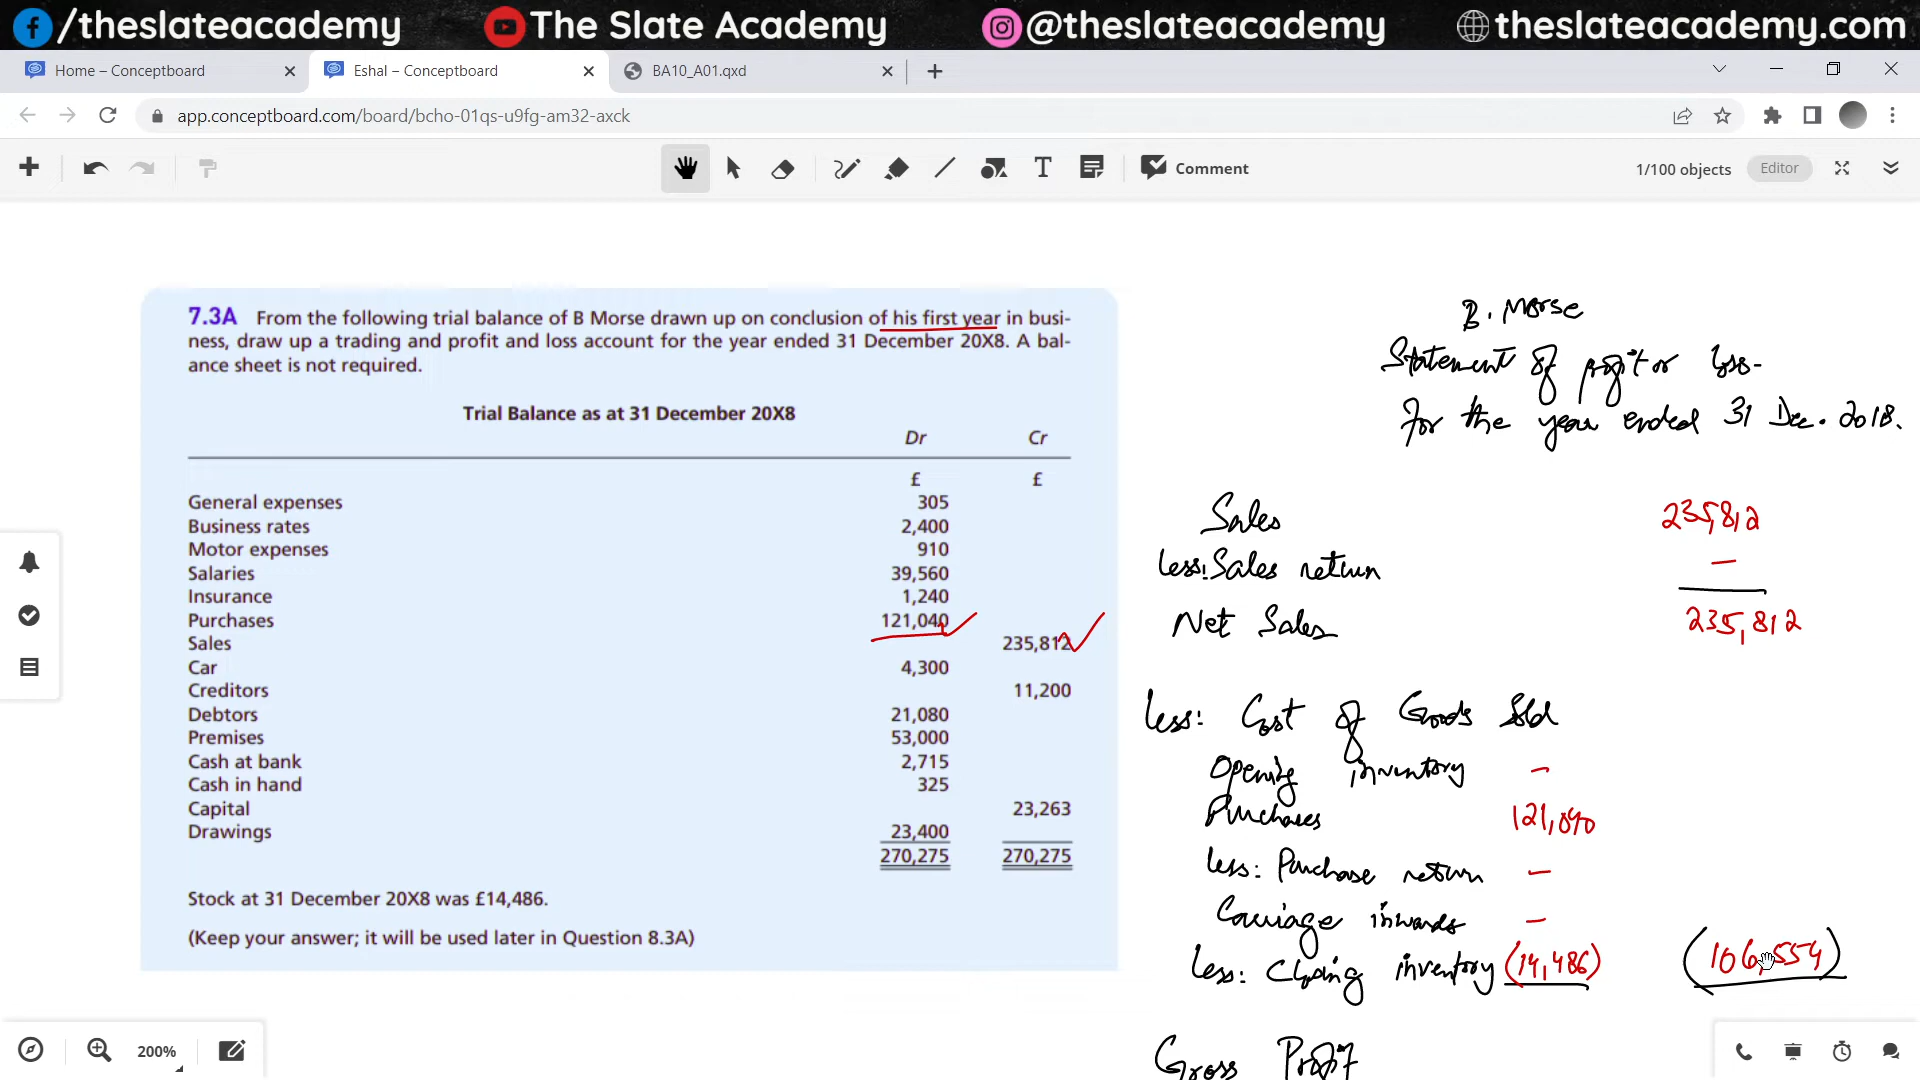 /theslateacademy The Slate Academy @theslateacademy theslateacademy.com
Home – Conceptboard Eshal – Conceptboard BA10_A01.qxd
app.conceptboard.com/board/bcho-01qs-u9fg-am32-axck
Comment 1/100 objects Editor
7.3A From the following trial balance of B Morse drawn up on conclusion of his first year in busi-
ness, draw up a trading and profit and loss account for the year ended 31 December 20X8. A bal-
ance sheet is not required.
Trial Balance as at 31 December 20X8
Dr Cr
£ £
General expenses 305
Business rates 2,400
Motor expenses 910
Salaries 39,560
Insurance 1,240
Purchases 121,040
Sales 235,812
Car 4,300
Creditors 11,200
Debtors 21,080
Premises 53,000
Cash at bank 2,715
Cash in hand 325
Capital 23,263
Drawings 23,400
270,275 270,275
Stock at 31 December 20X8 was £14,486.
(Keep your answer; it will be used later in Question 8.3A)
B. Morse
Statement of profit or loss-
For the year ended 31 Dec. 2018.
Sales 235,812
less: Sales return –
Net Sales 235,812
less: Cost of Goods Sold
Opening inventory –
Purchases 121,040
less: Purchase return –
Carriage inwards –
less: Closing inventory (14,486) (106,554)
Gross Profit
200%